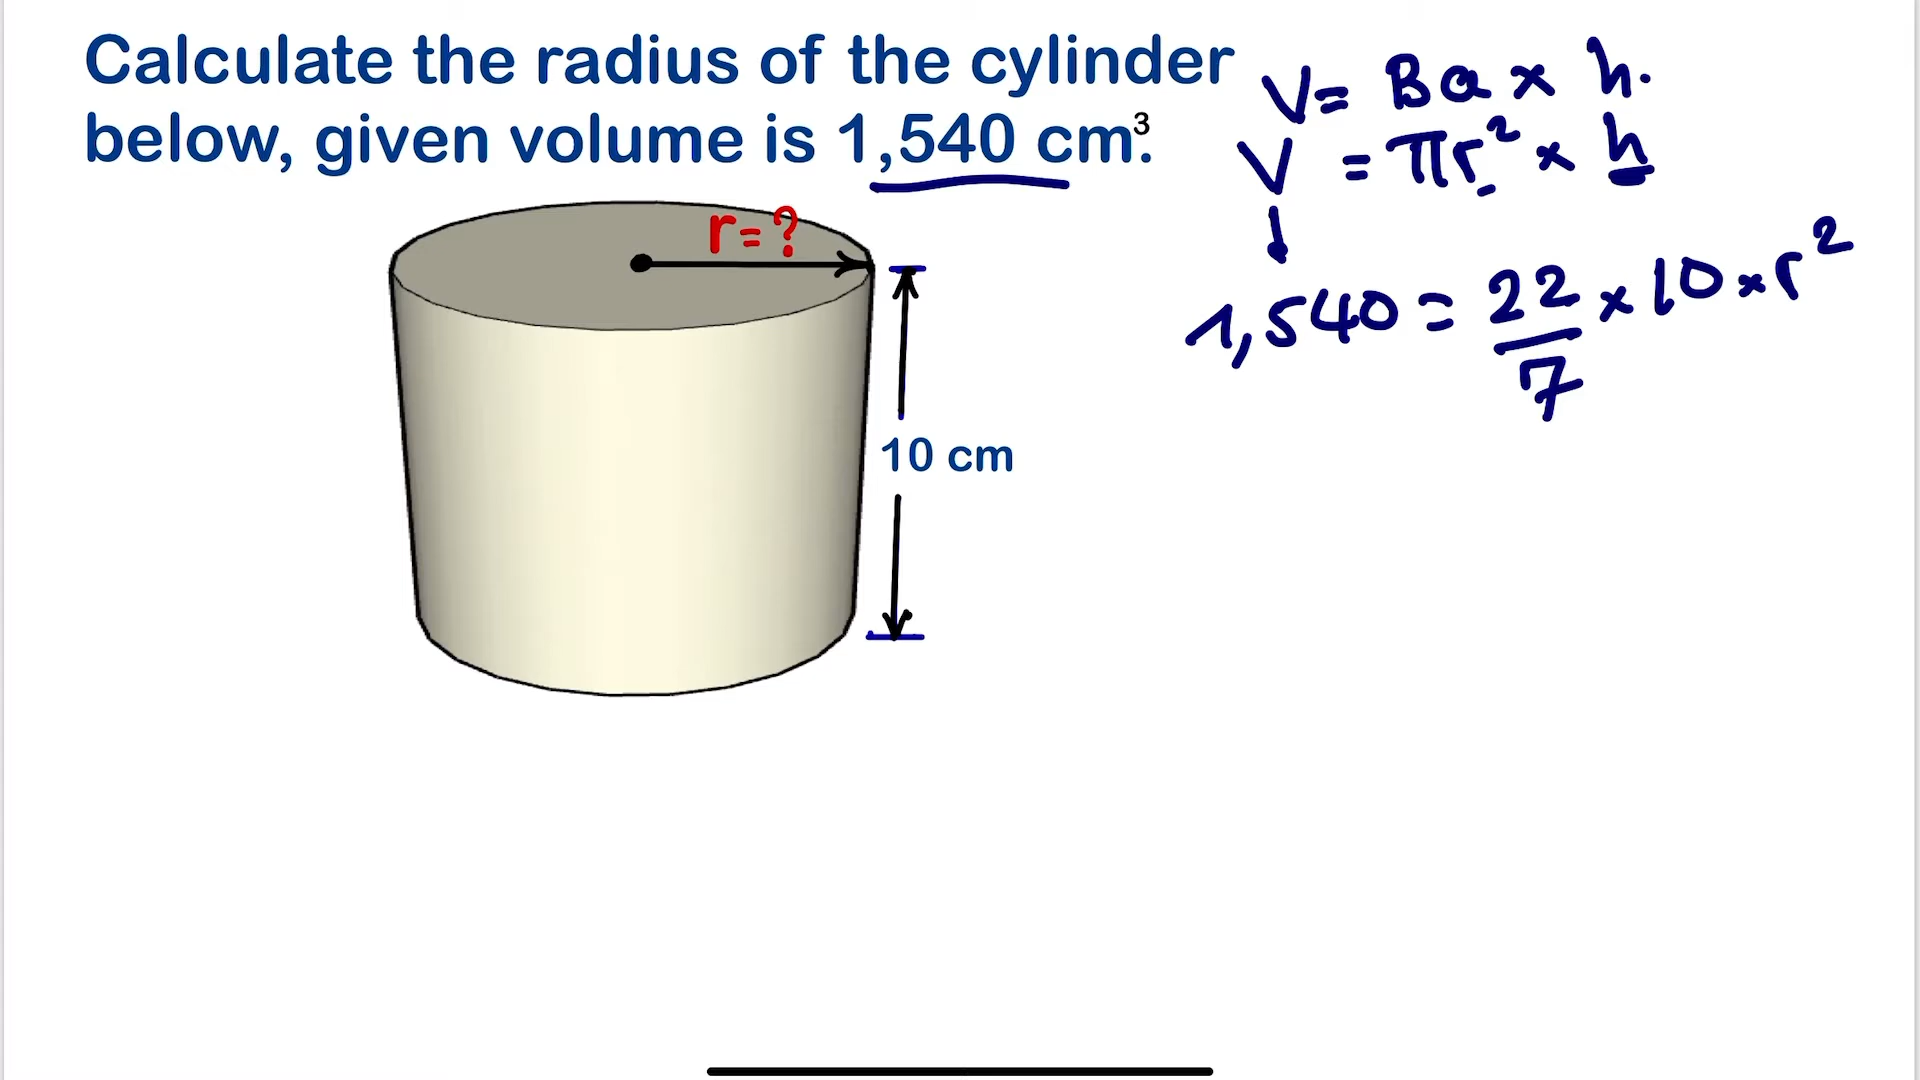 Calculate the radius of the cylinder
below, given volume is 1,540 cm³.
V= Ba x h.
V = πr² x h
r=?
1,540 = 22/7 x 10 x r²
10 cm